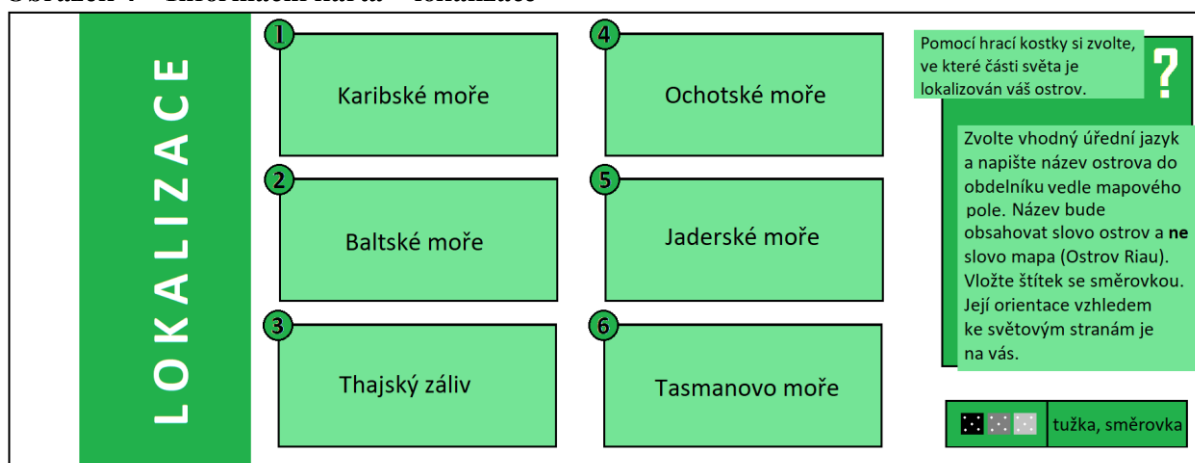 LOKALIZACE
1
Karibské moře
2
Baltské moře
3
Thajský záliv
4
Ochotské moře
5
Jaderské moře
6
Tasmanovo moře
Pomocí hrací kostky si zvolte,
ve které části světa je
lokalizován váš ostrov.
?
Zvolte vhodný úřední jazyk
a napište název ostrova do
obdelníku vedle mapového
pole. Název bude
obsahovat slovo ostrov a ne
slovo mapa (Ostrov Riau).
Vložte štítek se směrovkou.
Její orientace vzhledem
ke světovým stranám je
na vás.
tužka, směrovka